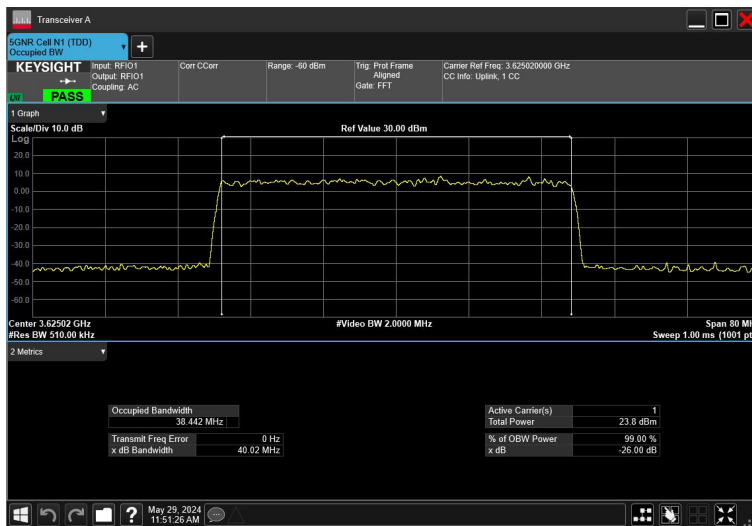 Transceiver A
5GNR Cell N1 (TDD)
Occupied BW
KEYSIGHT
LXI
PASS
Input: RFIO1
Output: RFIO1
Coupling: AC
Corr CCorr
Range: -60 dBm
Trig: Prot Frame
Aligned
Gate: FFT
Carrier Ref Freq: 3.625020000 GHz
CC Info: Uplink, 1 CC
1 Graph
Scale/Div 10.0 dB
Ref Value 30.00 dBm
Log
20.0
10.0
0.00
-10.0
-20.0
-30.0
-40.0
-50.0
-60.0
Center 3.62502 GHz
#Video BW 2.0000 MHz
Span 80 MH
#Res BW 510.00 kHz
Sweep 1.00 ms (1001 pt
2 Metrics
Occupied Bandwidth
38.442 MHz
Transmit Freq Error 0 Hz
x dB Bandwidth 40.02 MHz
Active Carrier(s) 1
Total Power 23.8 dBm
% of OBW Power 99.00 %
x dB -26.00 dB
May 29, 2024
11:51:26 AM